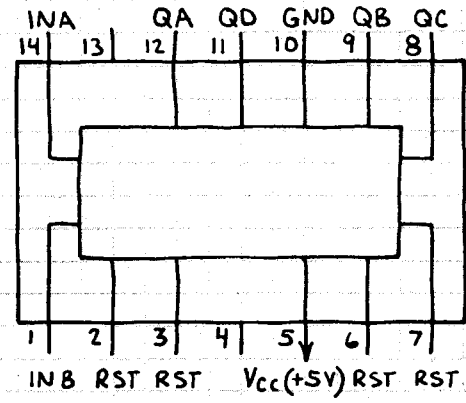 INA QA QD GND QB QC
14 13 12 11 10 9 8
1 2 3 4 5 6 7
INB RST RST Vcc(+5V) RST RST